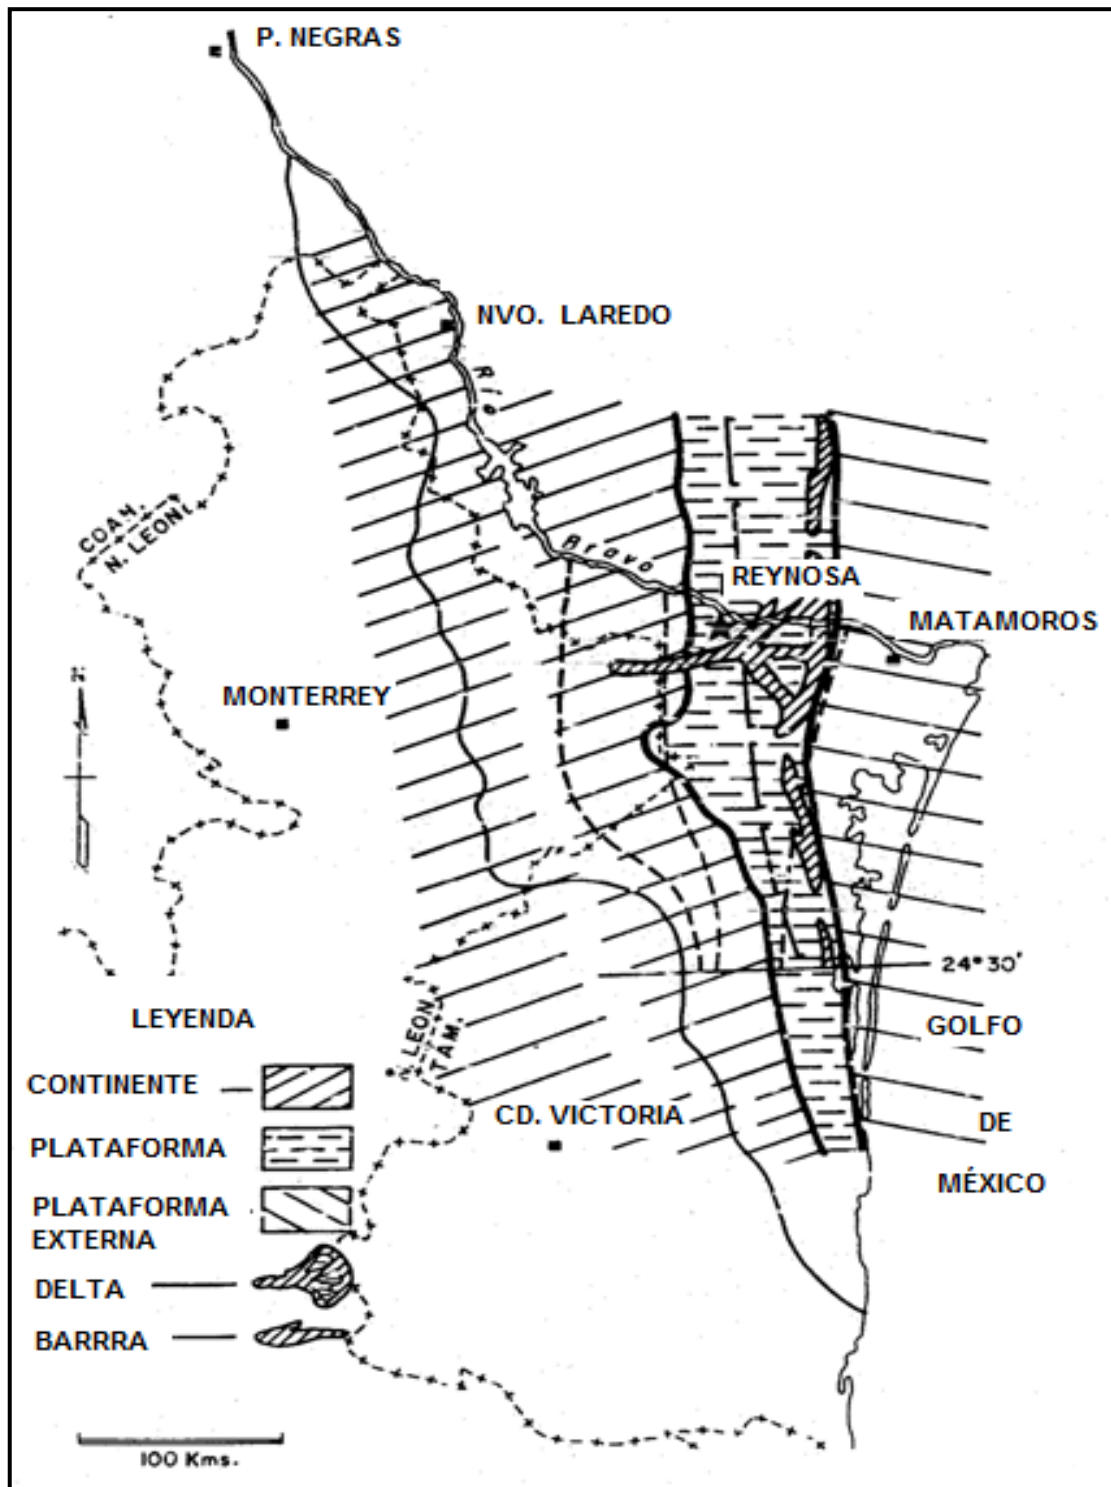 P. NEGRAS
NVO. LAREDO
Río
Bravo
COAH.
N. LEON
REYNOSA
MATAMOROS
N
MONTERREY
24°30'
LEYENDA
N. LEON
TAM.
GOLFO
CONTINENTE
CD. VICTORIA
DE
PLATAFORMA
MÉXICO
PLATAFORMA
EXTERNA
DELTA
BARRRA
100 Kms.